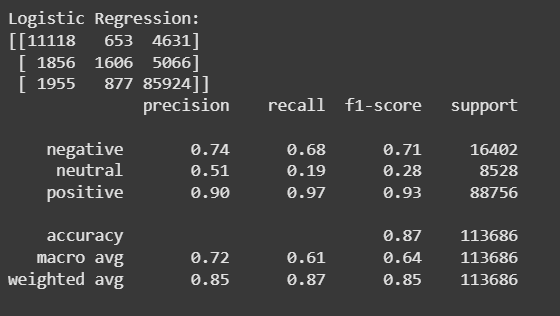 Logistic Regression:
[[11118   653  4631]
 [ 1856  1606  5066]
 [ 1955   877 85924]]
              precision    recall  f1-score   support

    negative       0.74      0.68      0.71     16402
     neutral       0.51      0.19      0.28      8528
    positive       0.90      0.97      0.93     88756

    accuracy                           0.87    113686
   macro avg       0.72      0.61      0.64    113686
weighted avg       0.85      0.87      0.85    113686